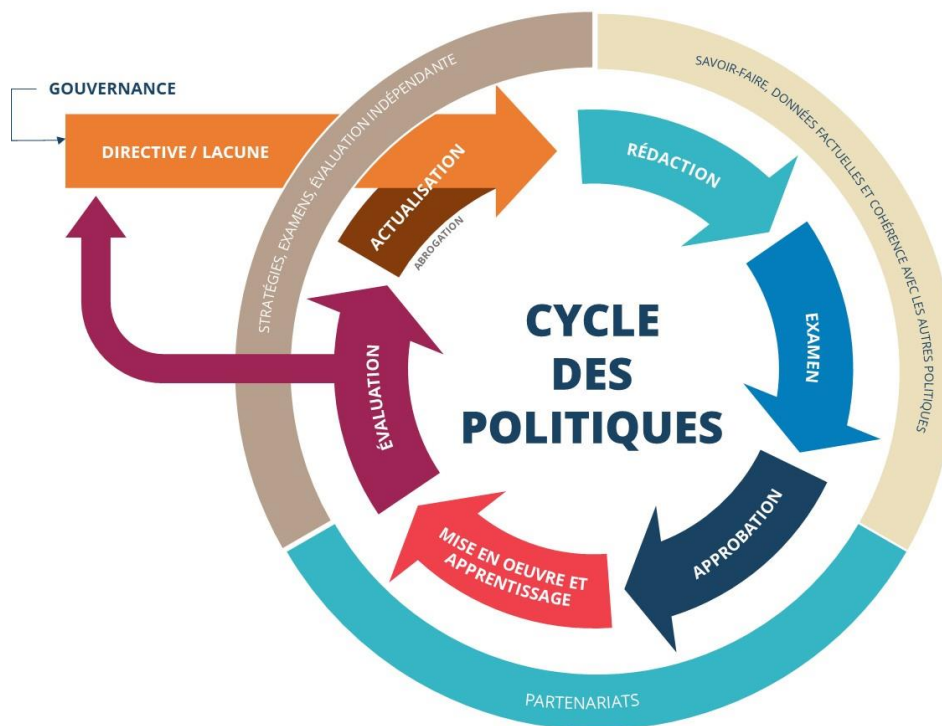 GOUVERNANCE
DIRECTIVE / LACUNE
STRATÉGIES, EXAMENS, ÉVALUATION INDÉPENDANTE
SAVOIR-FAIRE, DONNÉES FACTUELLES ET COHÉRENCE AVEC LES AUTRES POLITIQUES
ACTUALISATION
ABROGATION
RÉDACTION
EXAMEN
APPROBATION
MISE EN OEUVRE ET
APPRENTISSAGE
ÉVALUATION
CYCLE
DES
POLITIQUES
PARTENARIATS